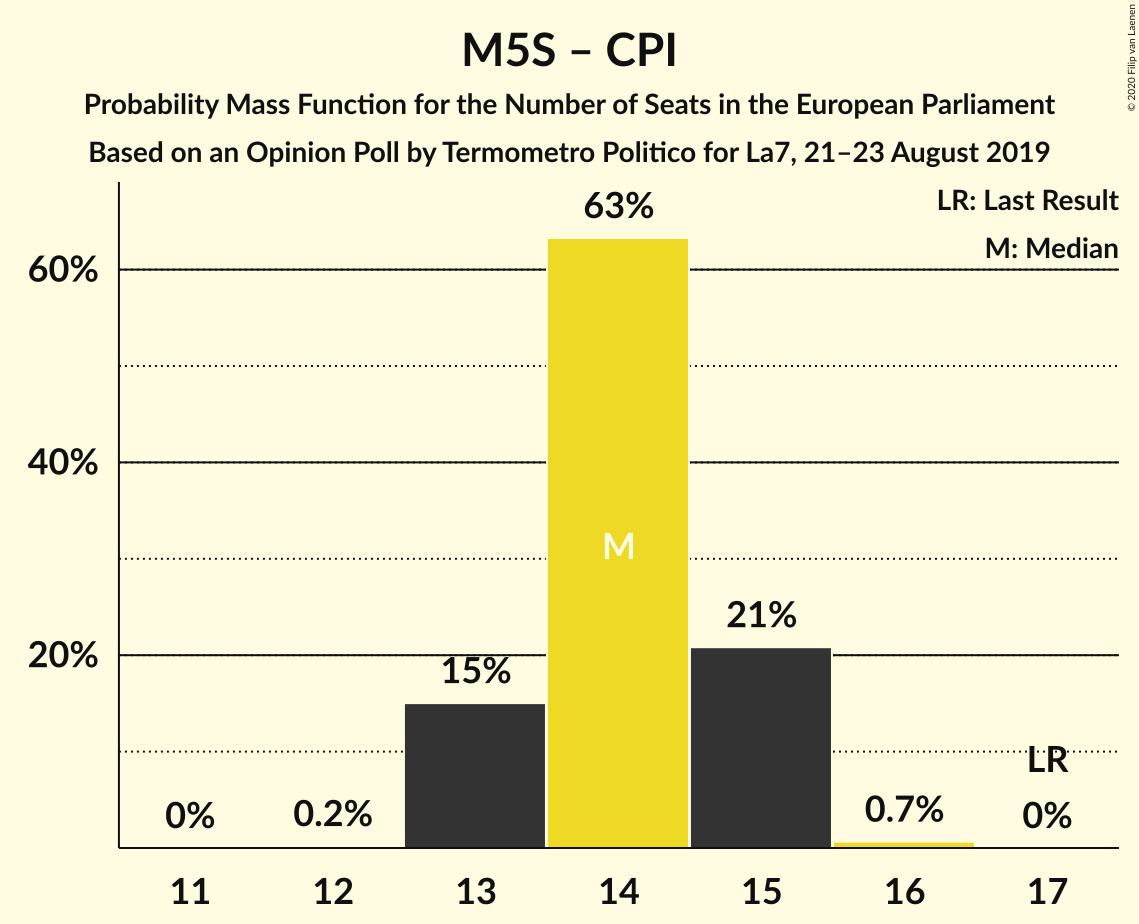 M5S – CPI
Probability Mass Function for the Number of Seats in the European Parliament
Based on an Opinion Poll by Termometro Politico for La7, 21–23 August 2019
© 2020 Filip van Laenen
LR: Last Result
M: Median
60%
40%
20%
0%
0.2%
15%
63%
M
21%
0.7%
LR
0%
11
12
13
14
15
16
17